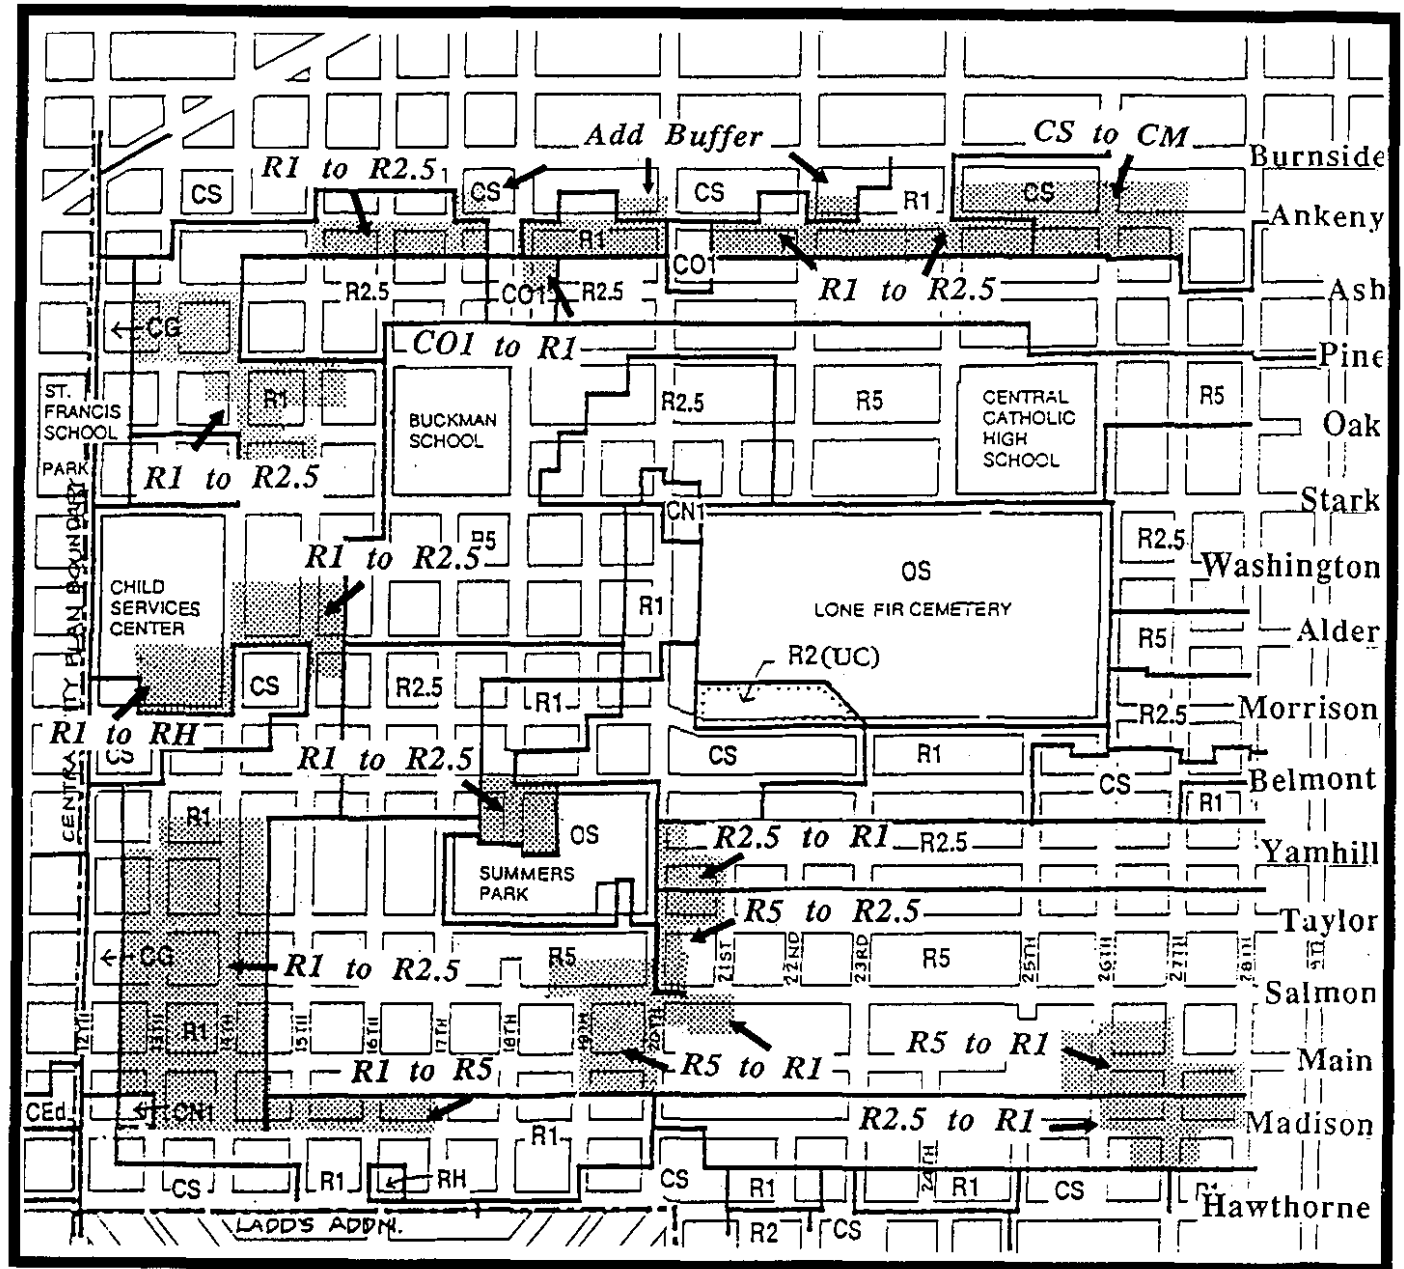 Add Buffer
CS to CM
Burnside
R1 to R2.5
CS
CS
CS
CS
R1
Ankeny
R1
CO1
R2.5
CO1
R2.5
R1 to R2.5
Ash
CG
CO1 to R1
Pine
ST.
FRANCIS
SCHOOL
PARK
R1
BUCKMAN
SCHOOL
R2.5
R5
CENTRAL
CATHOLIC
HIGH
SCHOOL
R5
Oak
R1 to R2.5
Stark
CN1
R5
R1 to R2.5
OS
LONE FIR CEMETERY
R2.5
Washington
CHILD
SERVICES
CENTER
R1
R5
Alder
R2(UC)
CS
R2.5
R1
R2.5
Morrison
R1 to RH
CS
R1 to R2.5
CS
R1
CS
Belmont
CENTRAL CITY PLAN BOUNDARY
R1
R1
OS
R2.5 to R1
R2.5
Yamhill
SUMMERS
PARK
R5 to R2.5
Taylor
CG
R1 to R2.5
R5
R5
21ST
22ND
23RD
25TH
26TH
27TH
28TH
Salmon
12TH
13TH
R1
14TH
15TH
16TH
17TH
18TH
19TH
20TH
R5 to R1
R1 to R5
R5 to R1
Main
CEd
CN1
R2.5 to R1
Madison
R1
24TH
CS
R1
RH
CS
R1
R1
CS
R1
Hawthorne
LADD'S ADDN.
R2
CS